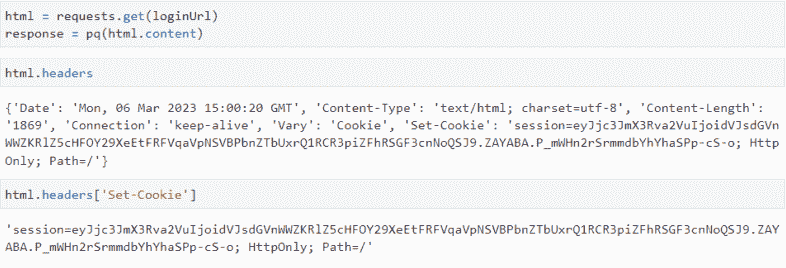 html = requests.get(loginUrl)
response = pq(html.content)
html.headers
{'Date': 'Mon, 06 Mar 2023 15:00:20 GMT', 'Content-Type': 'text/html; charset=utf-8', 'Content-Length':
'1869', 'Connection': 'keep-alive', 'Vary': 'Cookie', 'Set-Cookie': 'session=eyJjc3JmX3Rva2VuIjoidVJsdGVn
WWZKRlZ5cHFOY29XeEtFRFVqaVpNSVBPbnZTbUxrQ1RCR3piZFhRSGF3cnNoQSJ9.ZAYABA.P_mWHn2rSrmmdbYhYhaSPp-cS-o; Http
Only; Path=/'}
html.headers['Set-Cookie']
'session=eyJjc3JmX3Rva2VuIjoidVJsdGVnWWZKRlZ5cHFOY29XeEtFRFVqaVpNSVBPbnZTbUxrQ1RCR3piZFhRSGF3cnNoQSJ9.ZAY
ABA.P_mWHn2rSrmmdbYhYhaSPp-cS-o; HttpOnly; Path=/'